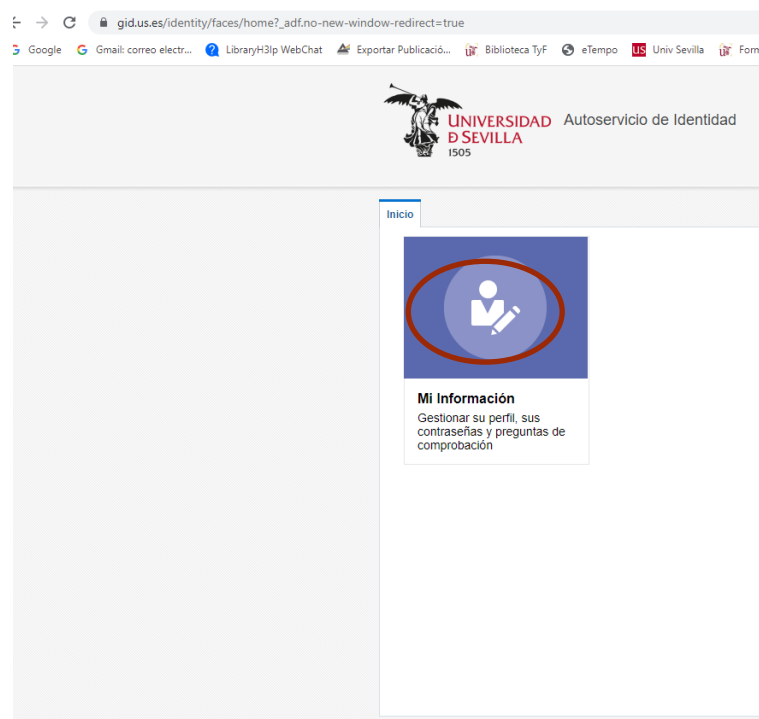 gid.us.es/identity/faces/home?_adf.no-new-window-redirect=true
Google Gmail: correo electr... LibraryH3lp WebChat Exportar Publicació... Biblioteca TyF eTempo US Univ Sevilla Form
UNIVERSIDAD
D SEVILLA
1505
Autoservicio de Identidad
Inicio
Mi Información
Gestionar su perfil, sus
contraseñas y preguntas de
comprobación